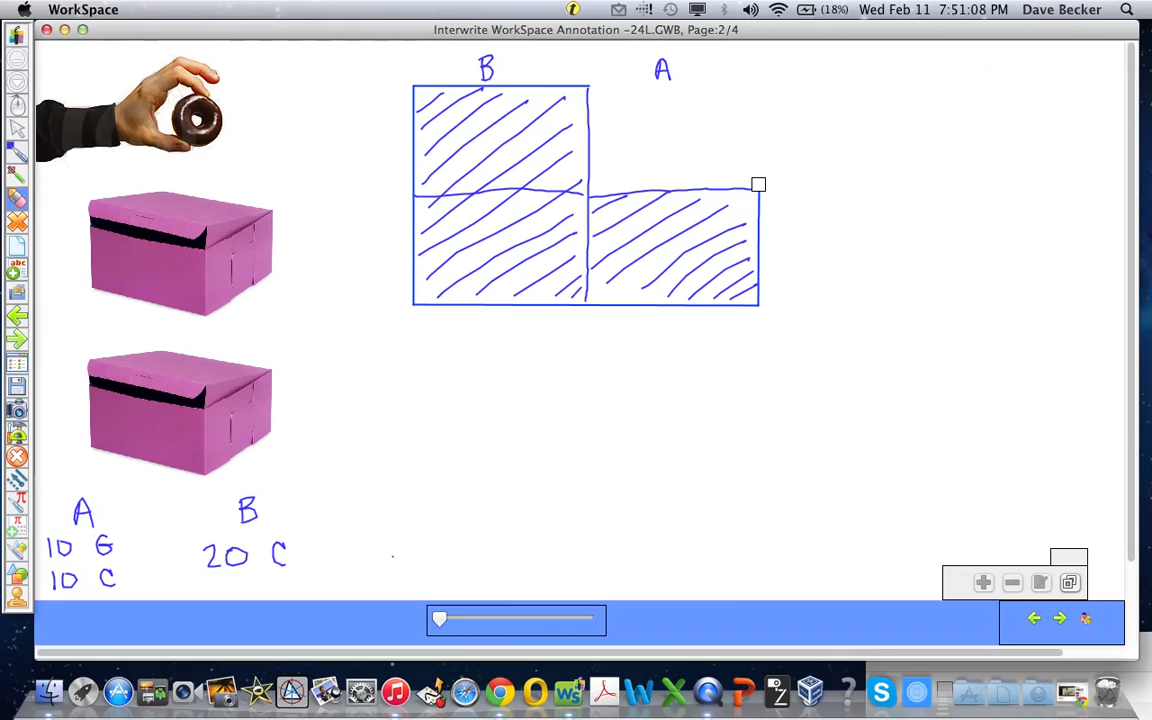 WorkSpace
(18%) Wed Feb 11 7:51:08 PM Dave Becker
Interwrite WorkSpace Annotation -24L.GWB, Page:2/4
B A
A B
10 G 20 C
10 C